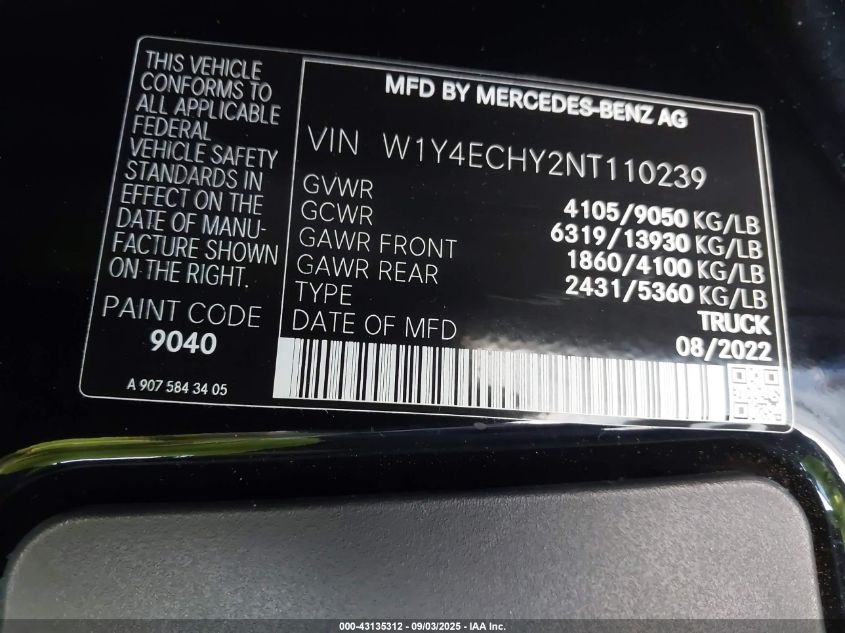 THIS VEHICLE
CONFORMS TO
ALL APPLICABLE
FEDERAL
VEHICLE SAFETY
STANDARDS IN
EFFECT ON THE
DATE OF MANU-
FACTURE SHOWN
ON THE RIGHT.
PAINT CODE
9040
A 907 584 34 05
MFD BY MERCEDES-BENZ AG
VIN W1Y4ECHY2NT110239
GVWR 4105/9050 KG/LB
GCWR 6319/13930 KG/LB
GAWR FRONT 1860/4100 KG/LB
GAWR REAR 2431/5360 KG/LB
TYPE TRUCK
DATE OF MFD 08/2022
000-43135312 - 09/03/2025 - IAA Inc.